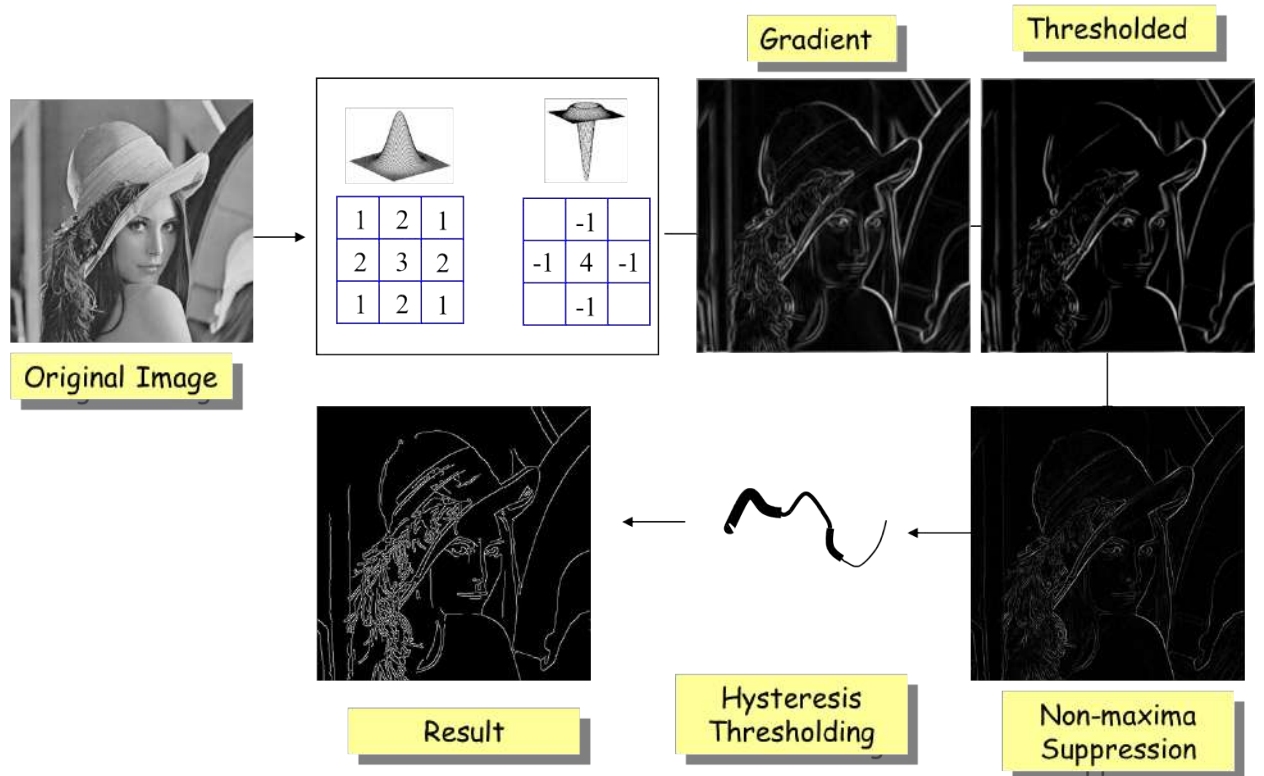 Gradient
Thresholded
1 2 1
2 3 2
1 2 1
-1
-1 4 -1
-1
Original Image
Result
Hysteresis
Thresholding
Non-maxima
Suppression